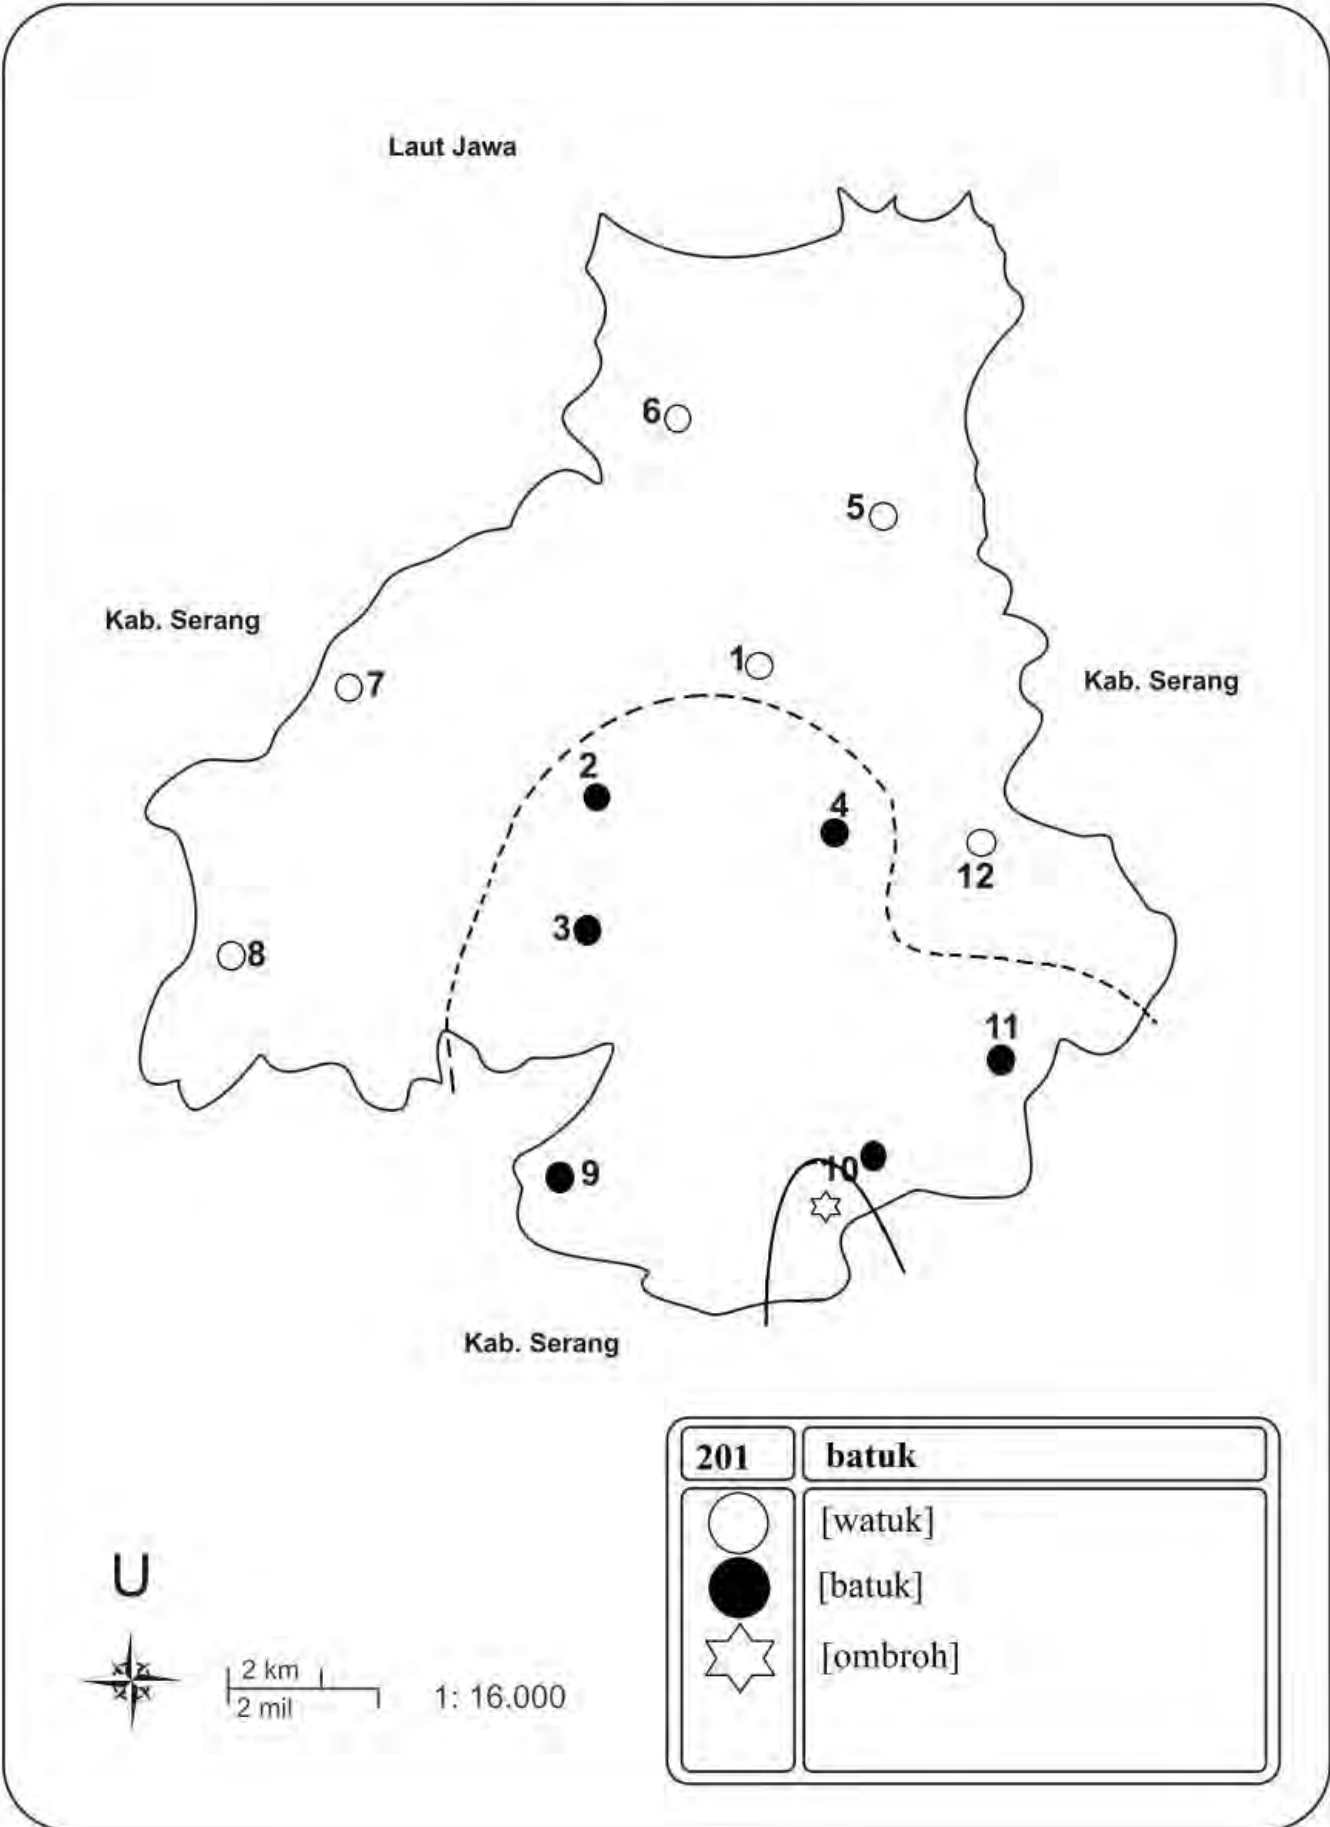 Laut Jawa
6
5
Kab. Serang
1
7
Kab. Serang
2
4
12
3
8
11
10
9
Kab. Serang
201 batuk
[watuk]
[batuk]
[ombroh]
U
2 km
2 mil
1: 16.000